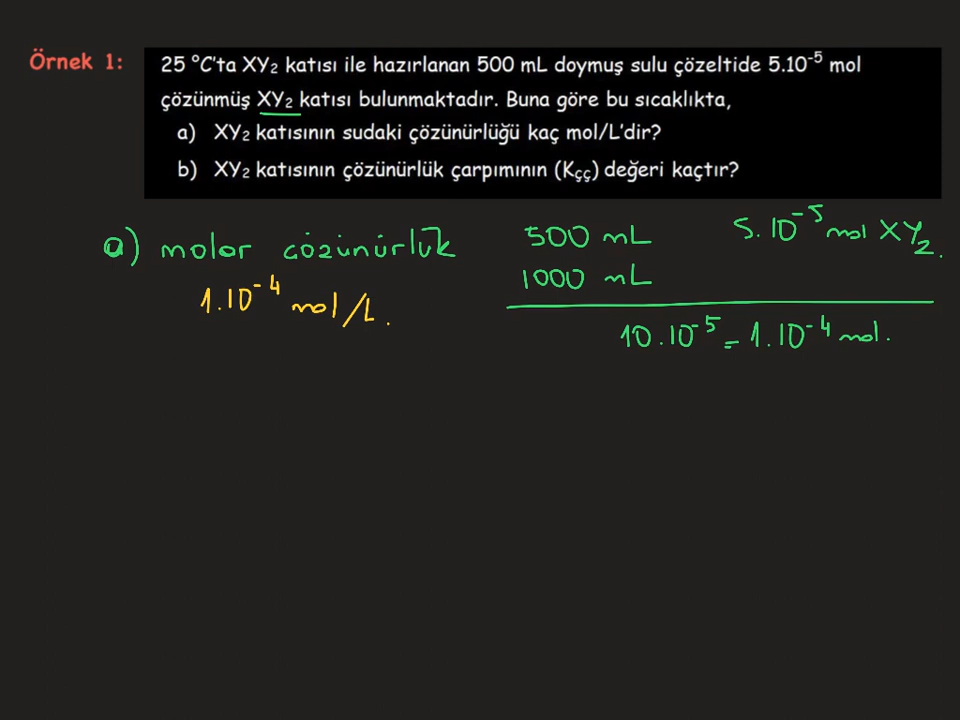 Örnek 1:
25 °C'ta XY₂ katısı ile hazırlanan 500 mL doymuş sulu çözeltide 5.10⁻⁵ mol
çözünmüş XY₂ katısı bulunmaktadır. Buna göre bu sıcaklıkta,
a) XY₂ katısının sudaki çözünürlüğü kaç mol/L'dir?
b) XY₂ katısının çözünürlük çarpımının (Kçç) değeri kaçtır?
a) molar çözünürlük
1.10⁻⁴ mol/L.
500 mL 5.10⁻⁵ mol XY₂.
1000 mL
10.10⁻⁵ = 1.10⁻⁴ mol.